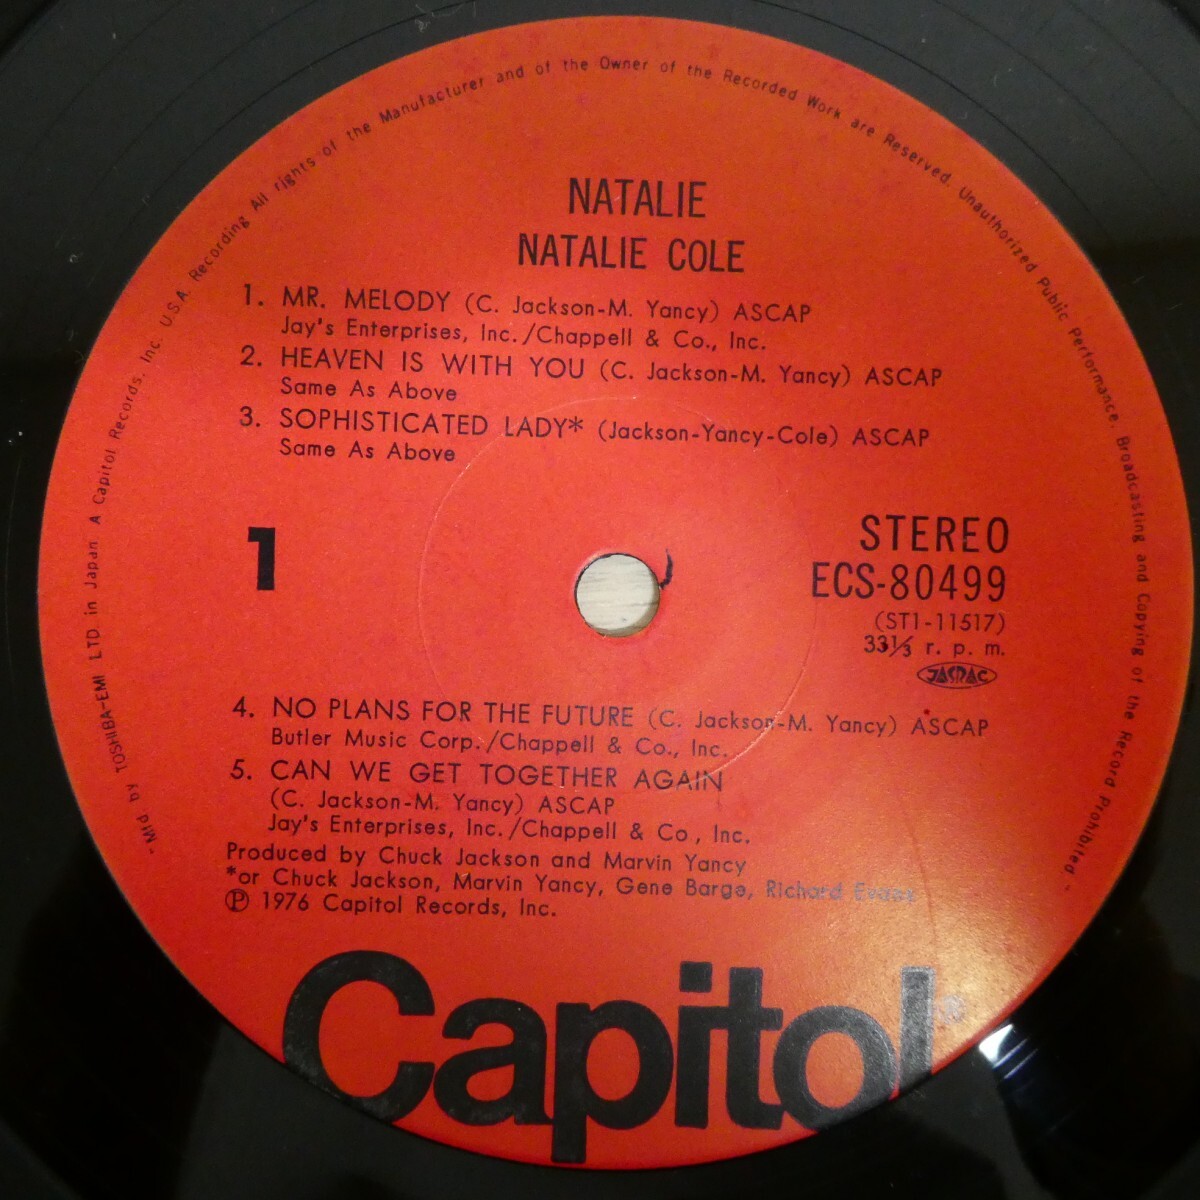 "Mfd by TOSHIBA-EMI LTD. in Japan A Capitol Records, Inc. U.S.A. Recording All rights of the Manufacturer and of the Owner of the Recorded Work are Reserved. Unauthorized Public Performance, Broadcasting and Copying of the Record Prohibited"
NATALIE
NATALIE COLE
1. MR. MELODY (C. Jackson-M. Yancy) ASCAP
Jay's Enterprises, Inc./Chappell & Co., Inc.
2. HEAVEN IS WITH YOU (C. Jackson-M. Yancy) ASCAP
Same As Above
3. SOPHISTICATED LADY* (Jackson-Yancy-Cole) ASCAP
Same As Above
1
STEREO
ECS-80499
(ST1-11517)
33⅓ r. p. m.
JASRAC
4. NO PLANS FOR THE FUTURE (C. Jackson-M. Yancy) ASCAP
Butler Music Corp./Chappell & Co., Inc.
5. CAN WE GET TOGETHER AGAIN
(C. Jackson-M. Yancy) ASCAP
Jay's Enterprises, Inc./Chappell & Co, Inc.
Produced by Chuck Jackson and Marvin Yancy
*or Chuck Jackson, Marvin Yancy, Gene Barge, Richard Evans
℗ 1976 Capitol Records, Inc.
Capitol